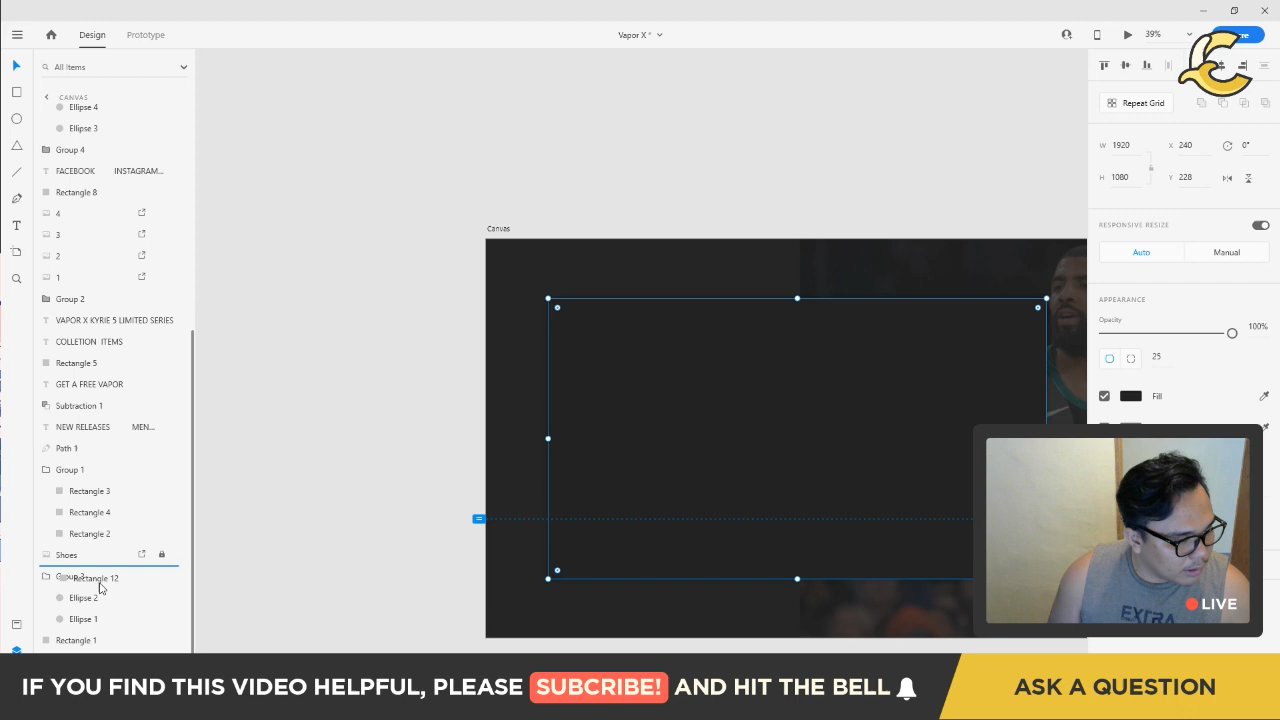 Design
Prototype
Vapor X *
39%
All Items
CANVAS
Ellipse 4
Ellipse 3
Group 4
FACEBOOK INSTAGRAM...
Rectangle 8
4
3
2
1
Group 2
VAPOR X KYRIE 5 LIMITED SERIES
COLLETION ITEMS
Rectangle 5
GET A FREE VAPOR
Subtraction 1
NEW RELEASES MEN...
Path 1
Group 1
Rectangle 3
Rectangle 4
Rectangle 2
Shoes
Rectangle 12
Ellipse 2
Ellipse 1
Rectangle 1
Canvas
Repeat Grid
W 1920 X 240 0°
H 1080 Y 228
RESPONSIVE RESIZE
Auto Manual
APPEARANCE
Opacity
100%
25
Fill
EXTRA
LIVE
IF YOU FIND THIS VIDEO HELPFUL, PLEASE SUBCRIBE! AND HIT THE BELL
ASK A QUESTION